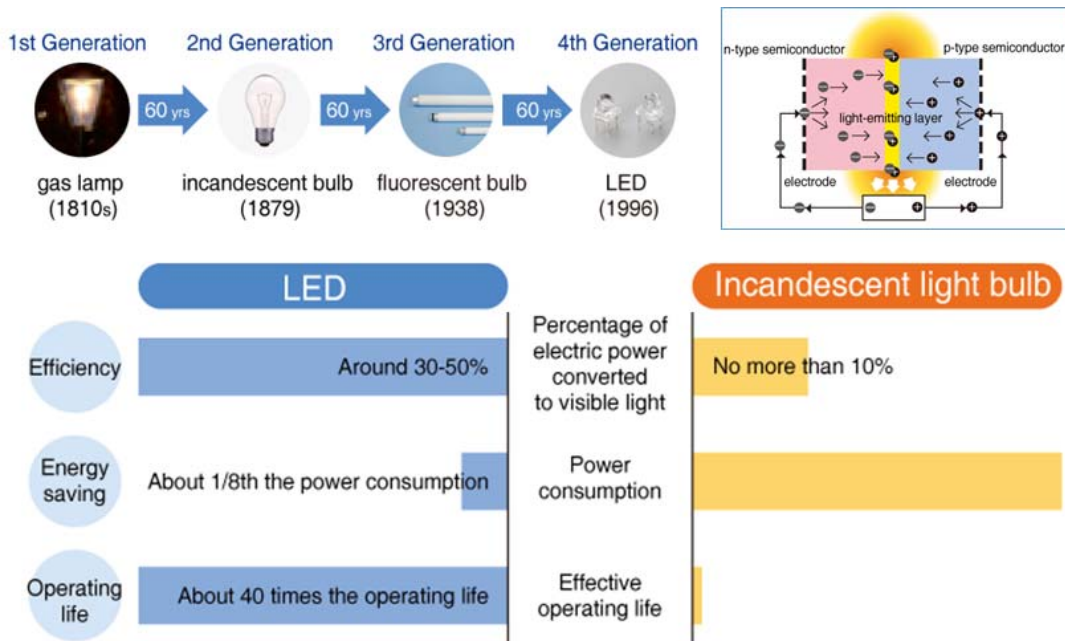 1st Generation
2nd Generation
3rd Generation
4th Generation
60 yrs
60 yrs
60 yrs
gas lamp
(1810s)
incandescent bulb
(1879)
fluorescent bulb
(1938)
LED
(1996)
n-type semiconductor
p-type semiconductor
light-emitting layer
electrode
electrode
LED
Incandescent light bulb
Efficiency
Around 30-50%
Percentage of
electric power
converted
to visible light
No more than 10%
Energy
saving
About 1/8th the power consumption
Power
consumption
Operating
life
About 40 times the operating life
Effective
operating life